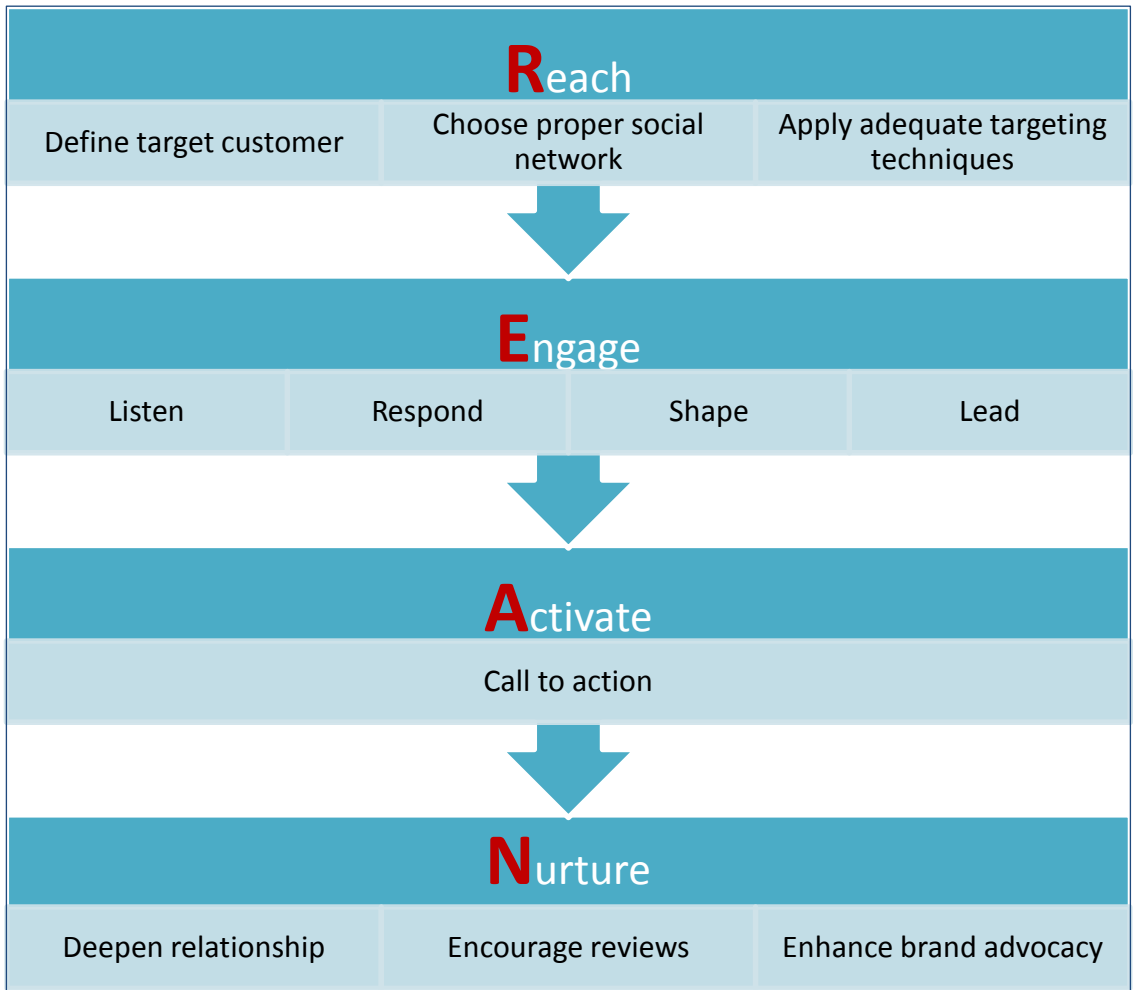 Reach
Define target customer
Choose proper social
network
Apply adequate targeting
techniques
Engage
Listen
Respond
Shape
Lead
Activate
Call to action
Nurture
Deepen relationship
Encourage reviews
Enhance brand advocacy